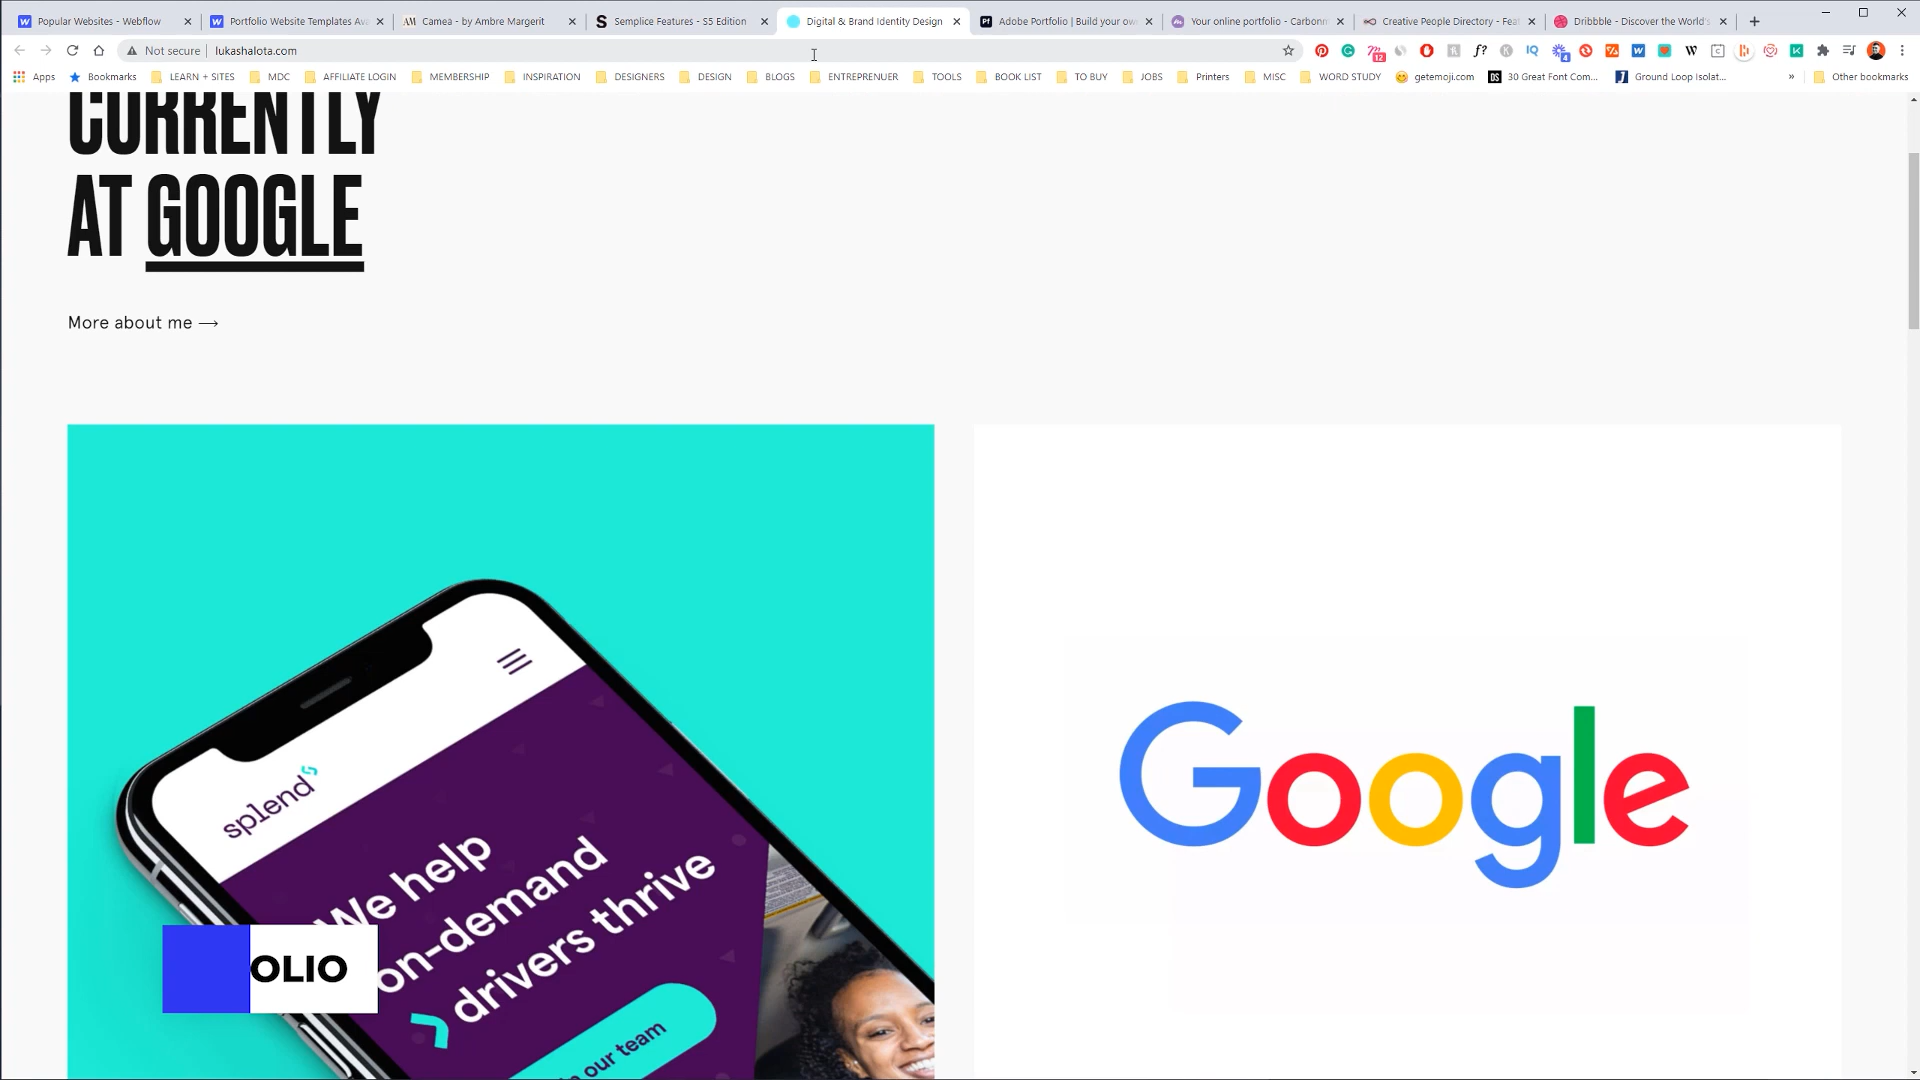 Popular Websites - Webflow
Portfolio Website Templates Av
Camea - by Ambre Margerit
Semplice Features - S5 Edition
Digital & Brand Identity Design
Adobe Portfolio | Build your ow
Your online portfolio - Carbonm
Creative People Directory - Feat
Dribbble - Discover the World's
Not secure
lukashalota.com
Apps
Bookmarks
LEARN + SITES
MDC
AFFILIATE LOGIN
MEMBERSHIP
INSPIRATION
DESIGNERS
DESIGN
BLOGS
ENTREPRENUER
TOOLS
BOOK LIST
TO BUY
JOBS
Printers
MISC
WORD STUDY
getemoji.com
30 Great Font Com...
Ground Loop Isolat...
Other bookmarks
CURRENTLY
AT GOOGLE
More about me →
splend
We help
on-demand
drivers thrive
our team
Google
OLIO